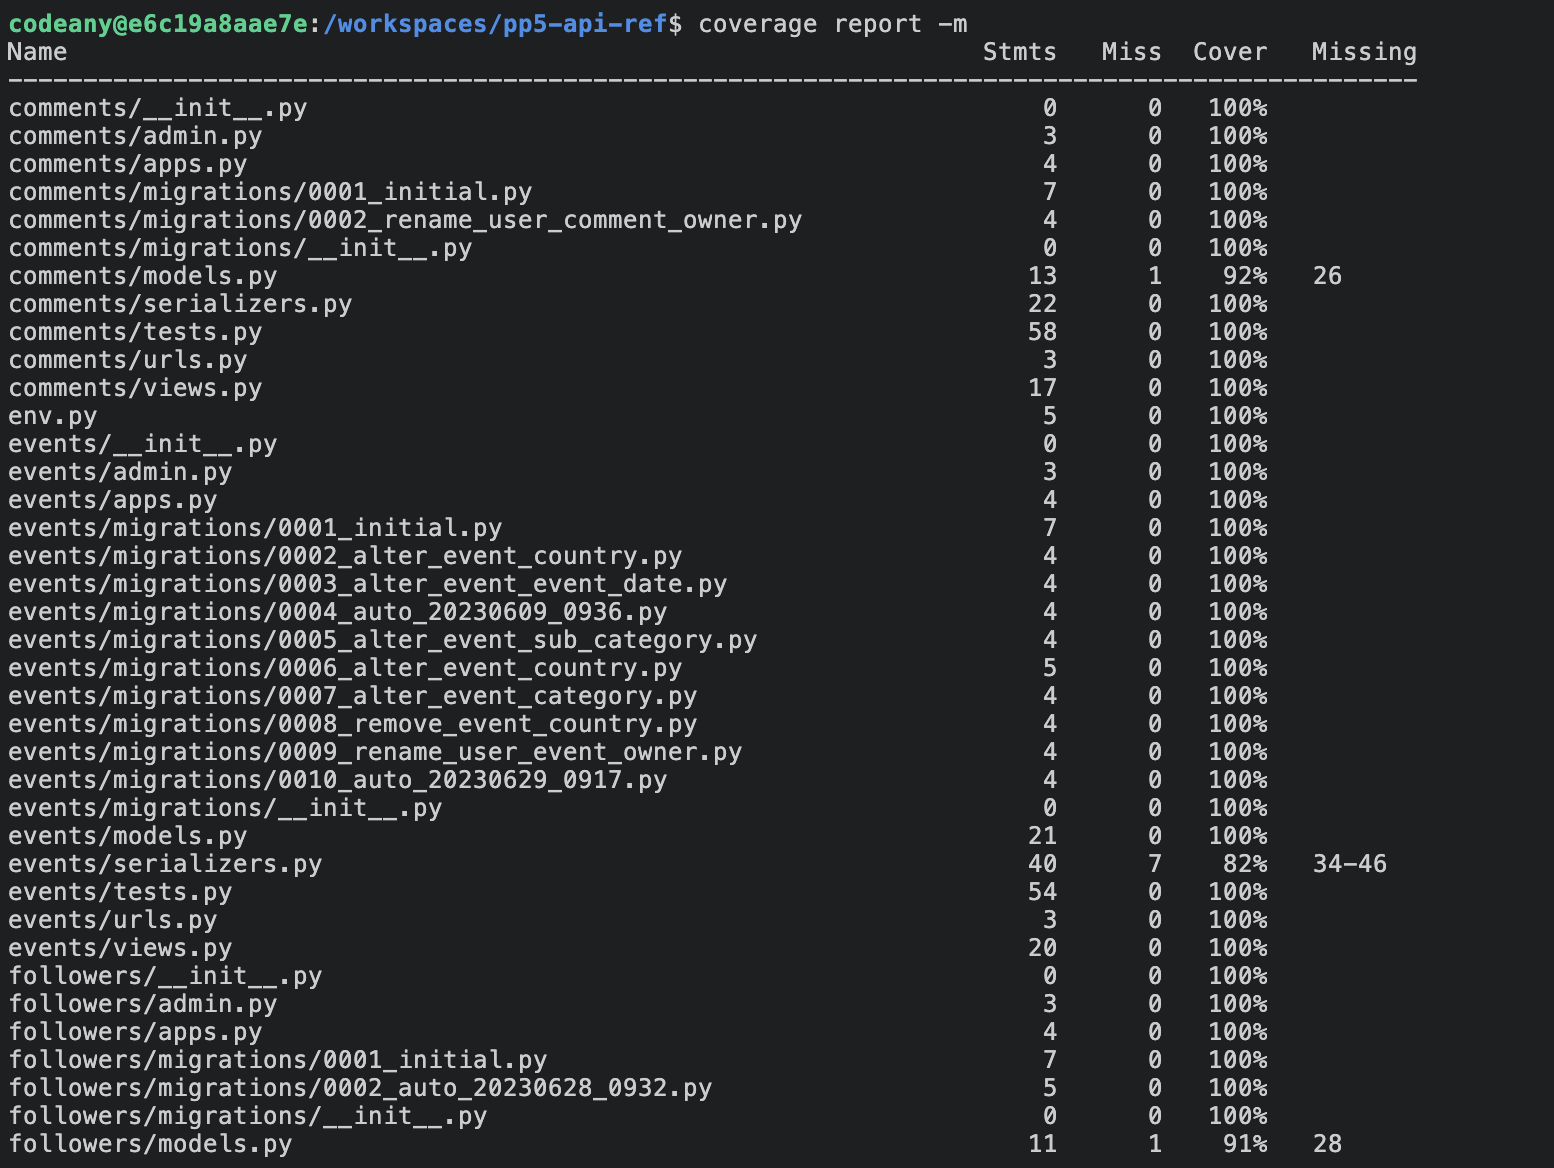 codeany@e6c19a8aae7e:/workspaces/pp5-api-ref$ coverage report -m
Name Stmts Miss Cover Missing
----------------------------------------------------------------------------------------------
comments/__init__.py 0 0 100%
comments/admin.py 3 0 100%
comments/apps.py 4 0 100%
comments/migrations/0001_initial.py 7 0 100%
comments/migrations/0002_rename_user_comment_owner.py 4 0 100%
comments/migrations/__init__.py 0 0 100%
comments/models.py 13 1 92% 26
comments/serializers.py 22 0 100%
comments/tests.py 58 0 100%
comments/urls.py 3 0 100%
comments/views.py 17 0 100%
env.py 5 0 100%
events/__init__.py 0 0 100%
events/admin.py 3 0 100%
events/apps.py 4 0 100%
events/migrations/0001_initial.py 7 0 100%
events/migrations/0002_alter_event_country.py 4 0 100%
events/migrations/0003_alter_event_event_date.py 4 0 100%
events/migrations/0004_auto_20230609_0936.py 4 0 100%
events/migrations/0005_alter_event_sub_category.py 4 0 100%
events/migrations/0006_alter_event_country.py 5 0 100%
events/migrations/0007_alter_event_category.py 4 0 100%
events/migrations/0008_remove_event_country.py 4 0 100%
events/migrations/0009_rename_user_event_owner.py 4 0 100%
events/migrations/0010_auto_20230629_0917.py 4 0 100%
events/migrations/__init__.py 0 0 100%
events/models.py 21 0 100%
events/serializers.py 40 7 82% 34-46
events/tests.py 54 0 100%
events/urls.py 3 0 100%
events/views.py 20 0 100%
followers/__init__.py 0 0 100%
followers/admin.py 3 0 100%
followers/apps.py 4 0 100%
followers/migrations/0001_initial.py 7 0 100%
followers/migrations/0002_auto_20230628_0932.py 5 0 100%
followers/migrations/__init__.py 0 0 100%
followers/models.py 11 1 91% 28